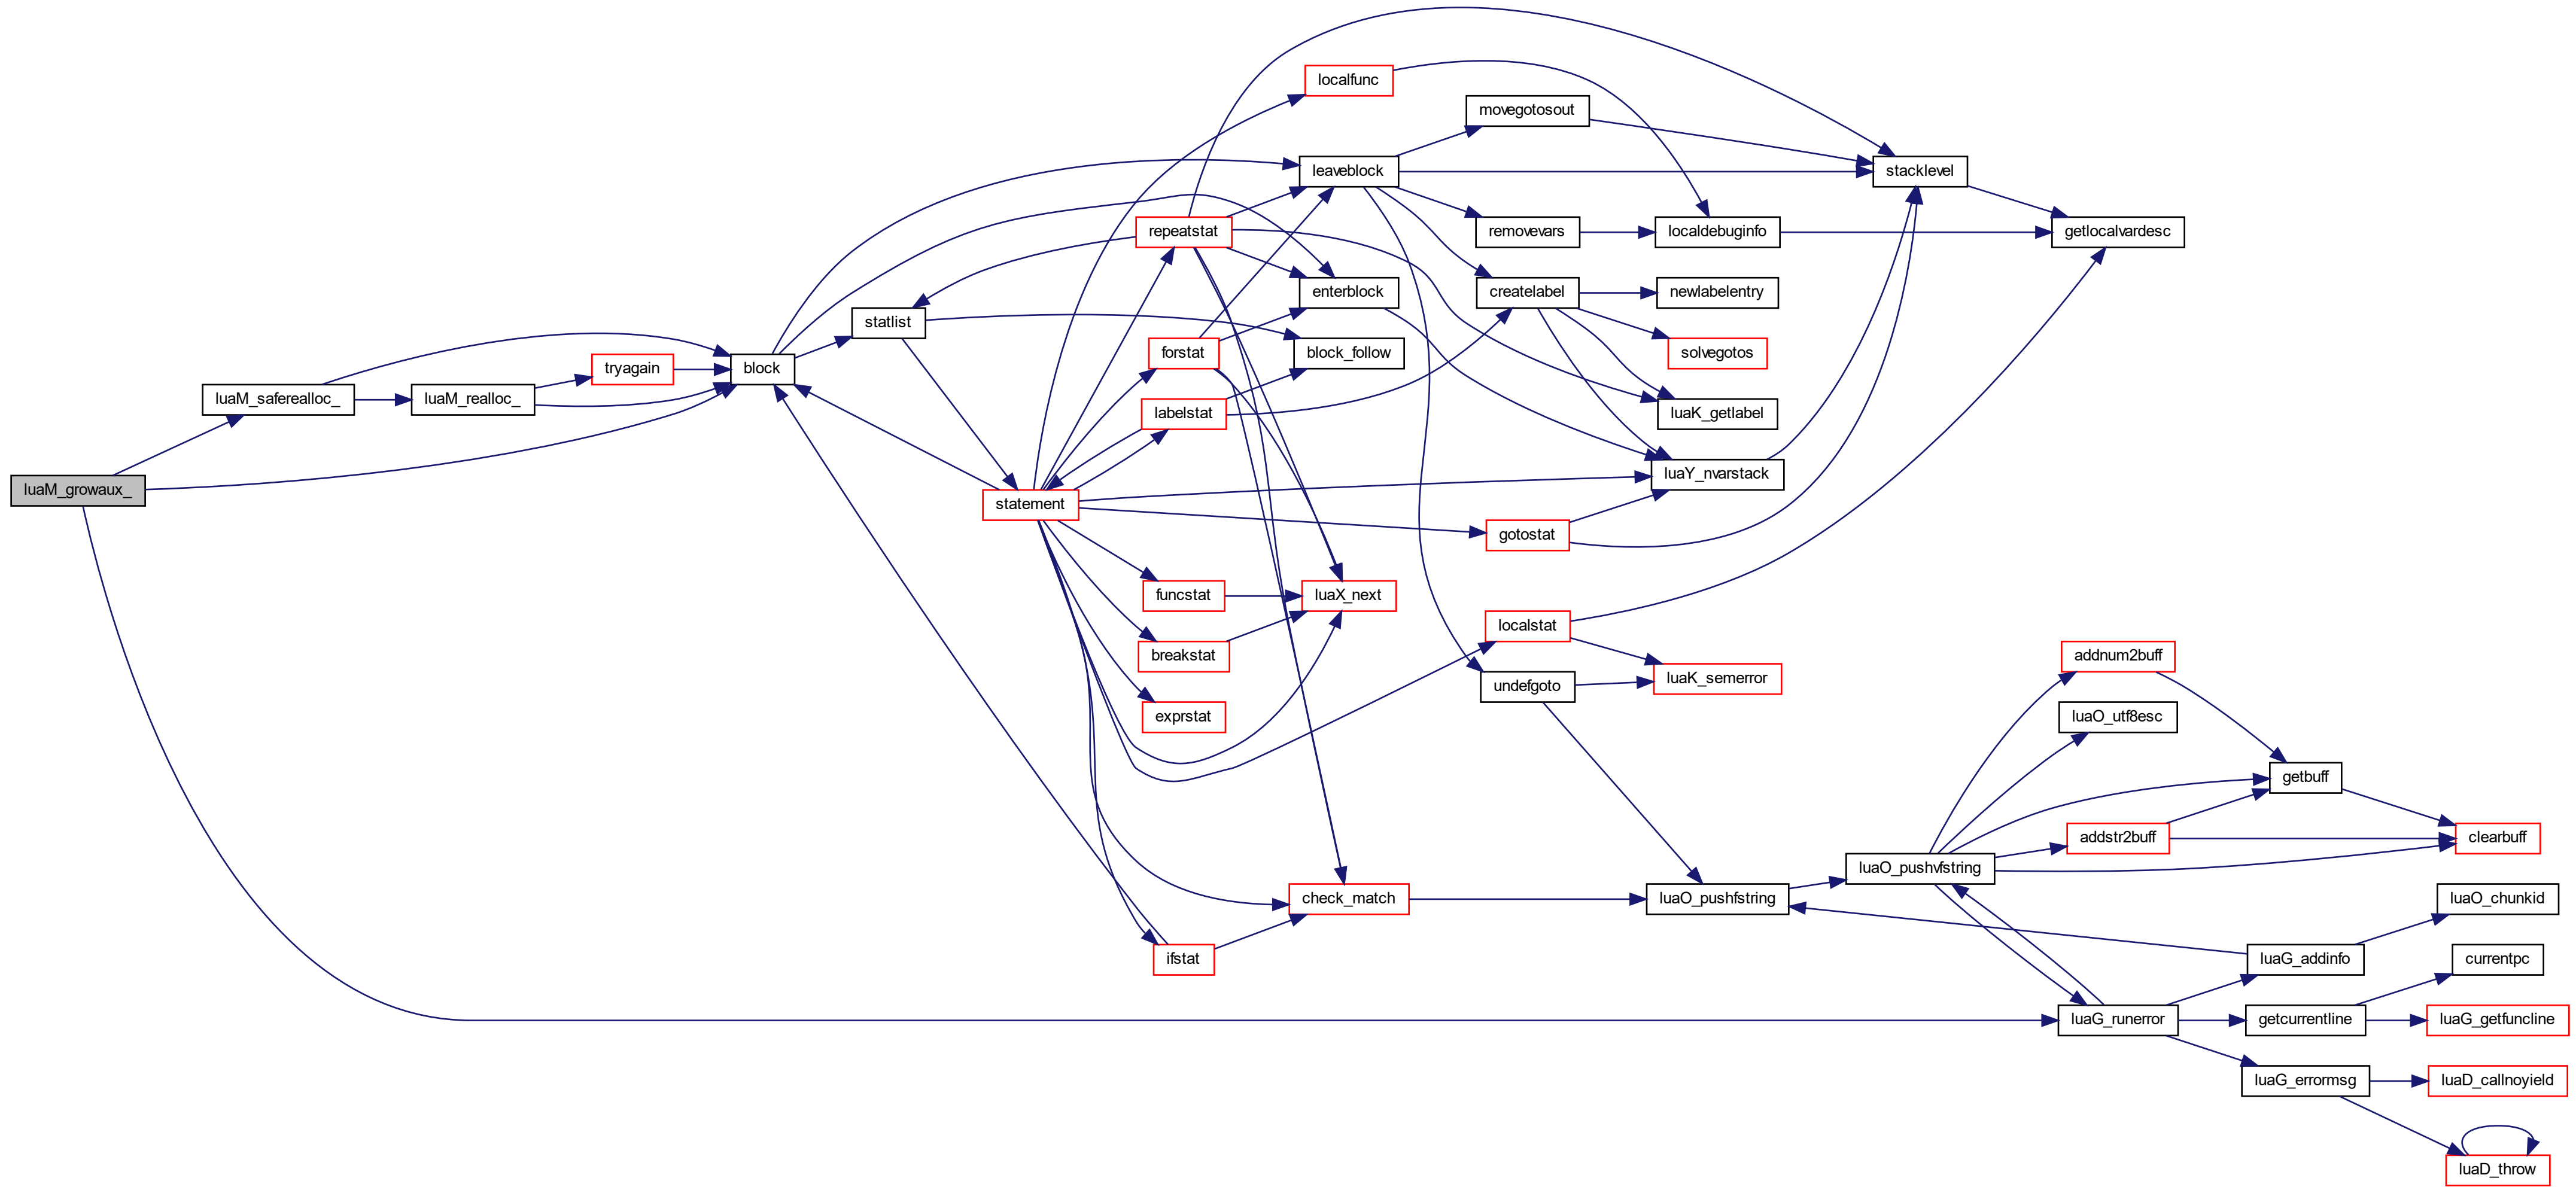 luaM_growaux_
luaM_saferealloc_
luaM_realloc_
tryagain
block
statlist
statement
repeatstat
forstat
labelstat
funcstat
breakstat
exprstat
ifstat
localfunc
leaveblock
enterblock
block_follow
luaX_next
check_match
movegotosout
removevars
createlabel
gotostat
localstat
undefgoto
localdebuginfo
newlabelentry
solvegotos
luaK_getlabel
luaY_nvarstack
luaK_semerror
luaO_pushfstring
stacklevel
luaO_pushvfstring
getlocalvardesc
addnum2buff
luaO_utf8esc
addstr2buff
luaG_runerror
getbuff
luaG_addinfo
getcurrentline
luaG_errormsg
clearbuff
luaO_chunkid
currentpc
luaG_getfuncline
luaD_callnoyield
luaD_throw